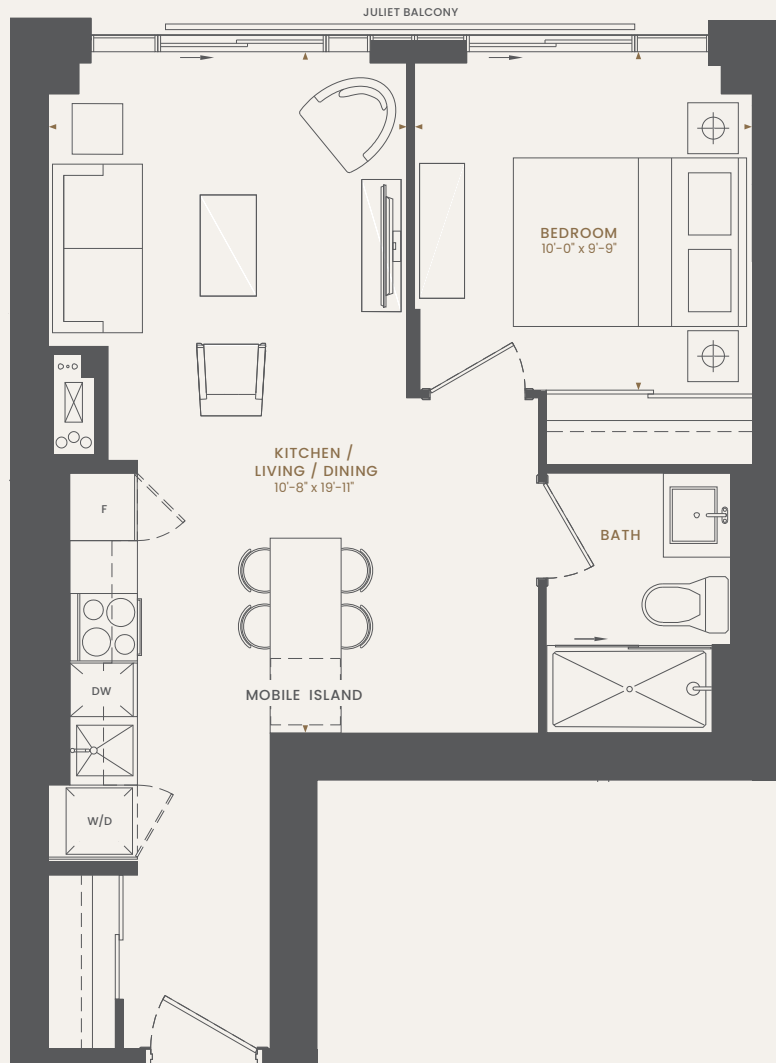 JULIET BALCONY
BEDROOM
10'-0" x 9'-9"
KITCHEN /
LIVING / DINING
10'-8" x 19'-11"
F
BATH
DW
MOBILE ISLAND
W/D